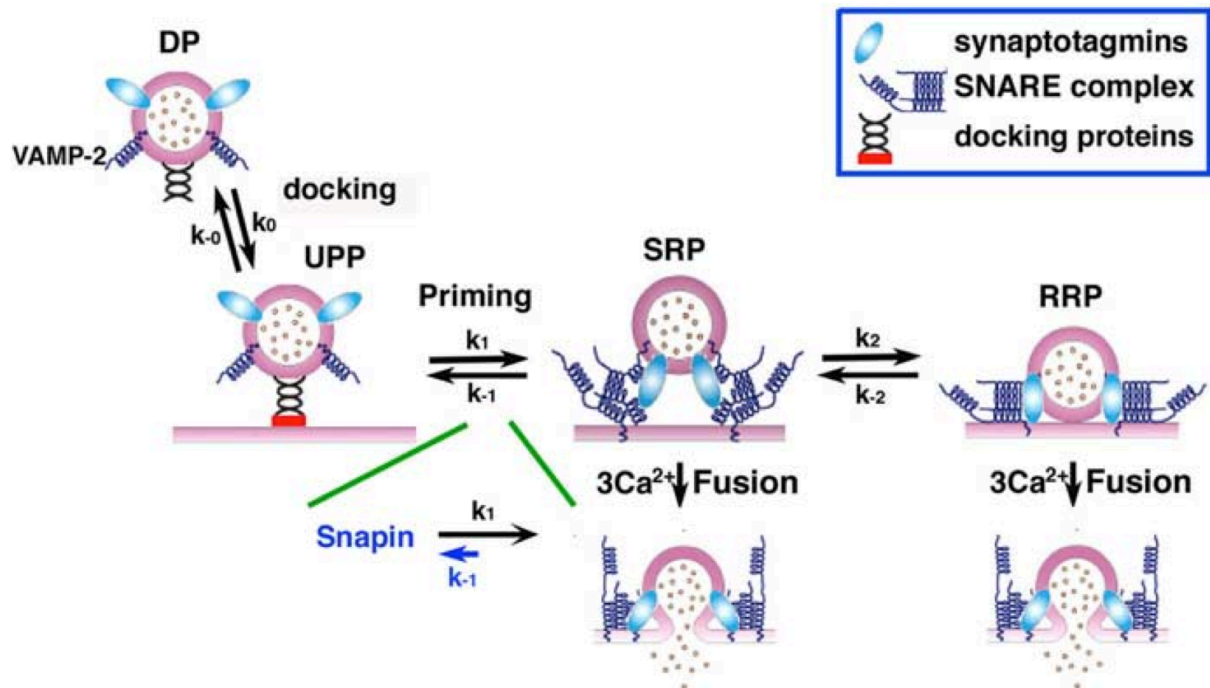 DP
VAMP-2
docking
k-0
k0
UPP
Priming
k1
k-1
SRP
k2
k-2
RRP
3Ca2+ Fusion
3Ca2+ Fusion
Snapin
k1
k-1
synaptotagmins
SNARE complex
docking proteins